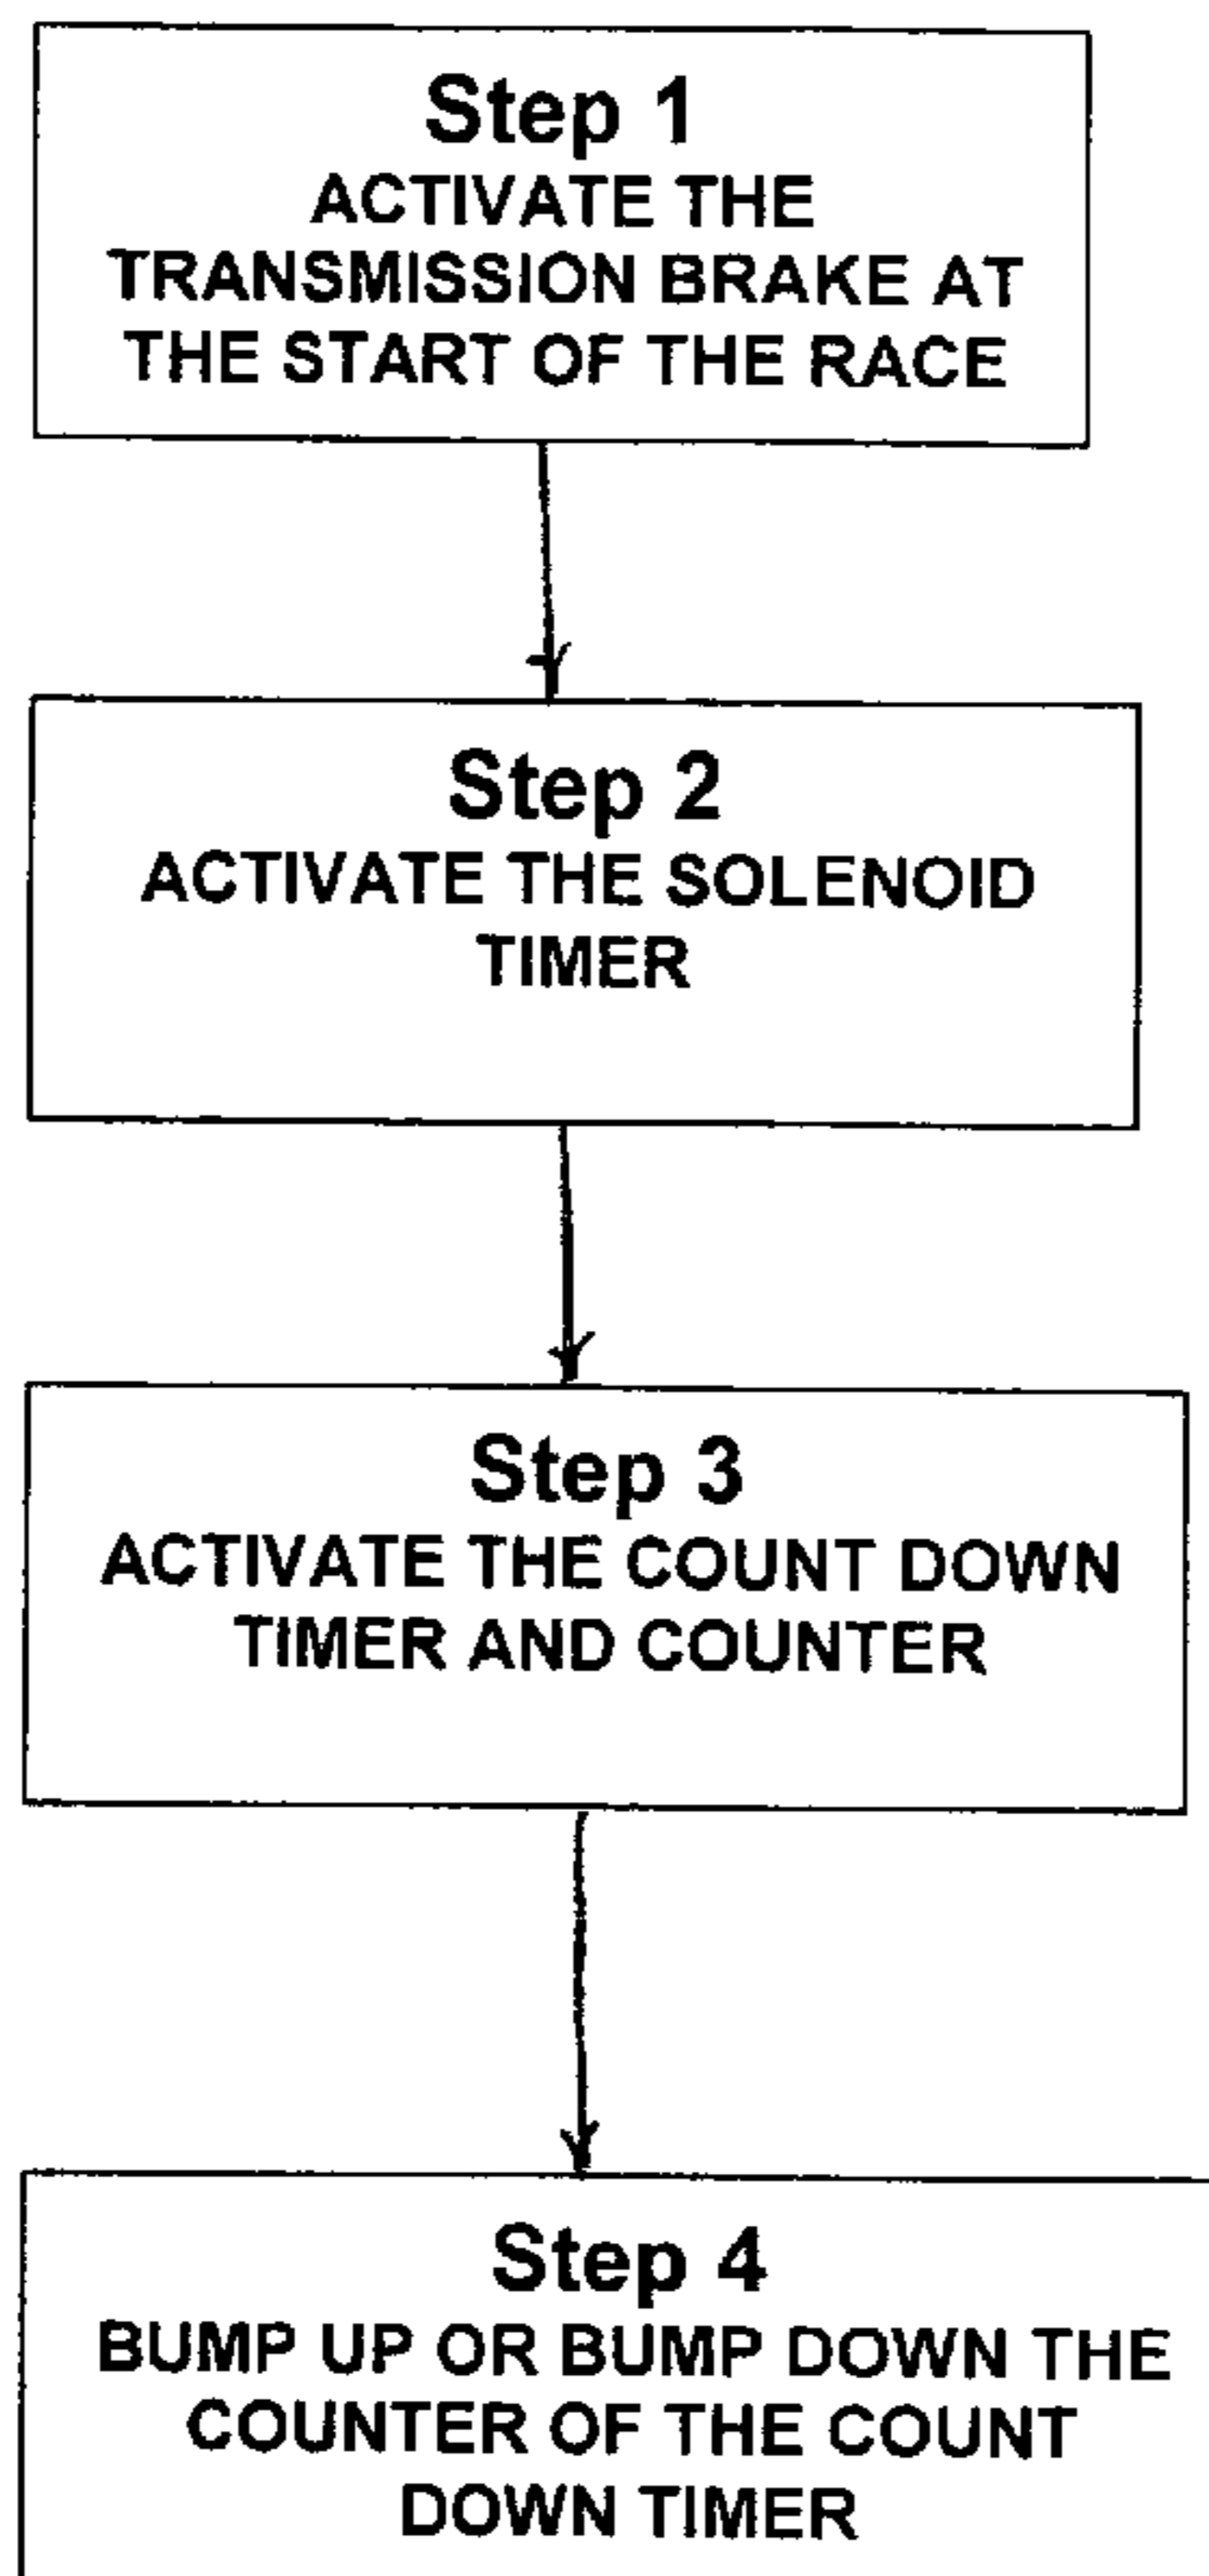 Step 1
ACTIVATE THE
TRANSMISSION BRAKE AT
THE START OF THE RACE
Step 2
ACTIVATE THE SOLENOID
TIMER
Step 3
ACTIVATE THE COUNT DOWN
TIMER AND COUNTER
Step 4
BUMP UP OR BUMP DOWN THE
COUNTER OF THE COUNT
DOWN TIMER